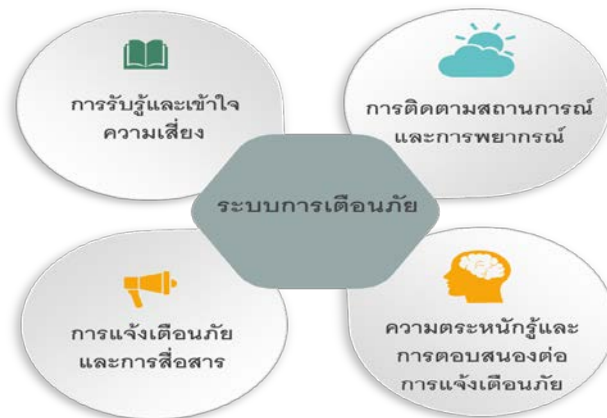 การรับรู้และเข้าใจ
ความเสี่ยง
การติดตามสถานการณ์
และการพยากรณ์
ระบบการเตือนภัย
การแจ้งเตือนภัย
และการสื่อสาร
ความตระหนักรู้และ
การตอบสนองต่อ
การแจ้งเตือนภัย